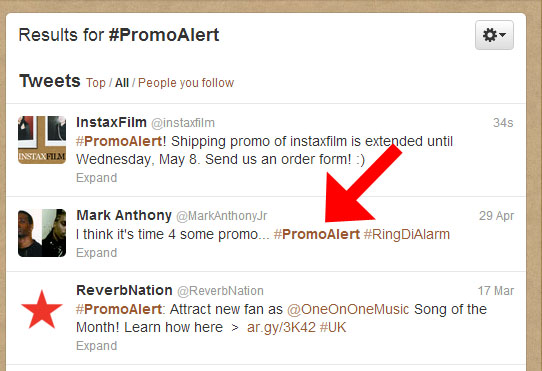 Results for #PromoAlert
Tweets Top / All / People you follow
InstaxFilm @instaxfilm 34s
#PromoAlert! Shipping promo of instaxfilm is extended until
Wednesday, May 8. Send us an order form! :)
Expand
INSTAXFILM
Mark Anthony @MarkAnthonyJr 29 Apr
I think it's time 4 some promo... #PromoAlert #RingDiAlarm
Expand
ReverbNation @ReverbNation 17 Mar
#PromoAlert: Attract new fan as @OneOnOneMusic Song of the
Month! Learn how here > ar.gy/3K42 #UK
Expand